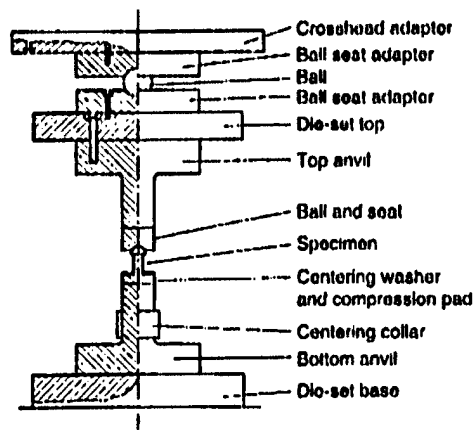 Crosshead adaptor
Ball seat adaptor
Ball
Ball seat adaptor
Die-set top
Top anvil
Ball and seat
Specimen
Centering washer
and compression pad
Centering collar
Bottom anvil
Die-set base